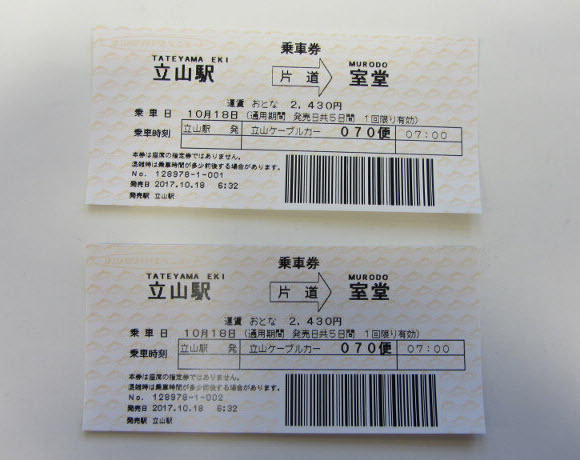 乗車券
TATEYAMA EKI MURODO
立山駅 片道 室堂
運賃 おとな 2,430円
乗車日 10月18日 (通用期間 発売日共5日間 1回限り有効)
乗車時刻 立山駅 発 立山ケーブルカー 070便 07:00
本券は座席の指定券ではありません。
混雑時は乗車時間が多少前後する場合があります。
No. 128978-1-001
発売日 2017.10.18 6:32
発売駅 立山駅
乗車券
TATEYAMA EKI MURODO
立山駅 片道 室堂
運賃 おとな 2,430円
乗車日 10月18日 (通用期間 発売日共5日間 1回限り有効)
乗車時刻 立山駅 発 立山ケーブルカー 070便 07:00
本券は座席の指定券ではありません。
混雑時は乗車時間が多少前後する場合があります。
No. 128978-1-002
発売日 2017.10.18 6:32
発売駅 立山駅